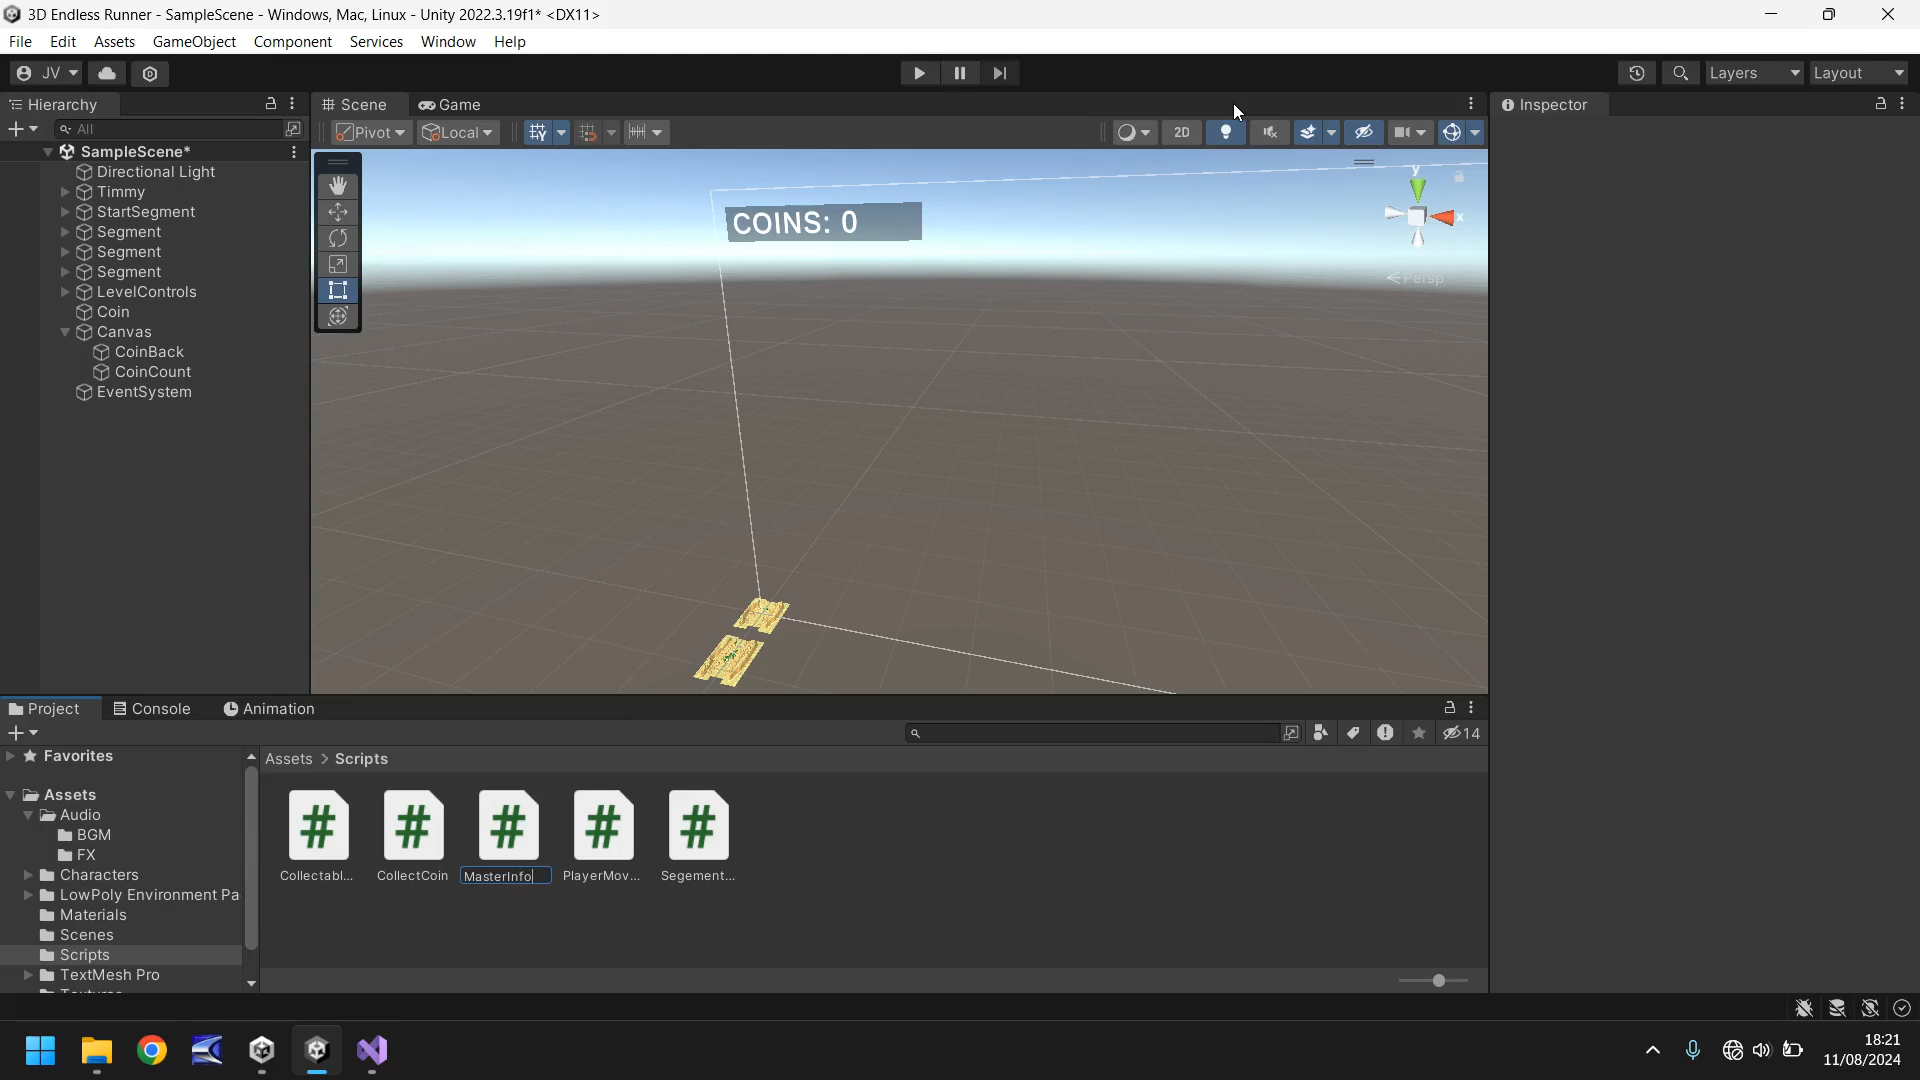 3D Endless Runner - SampleScene - Windows, Mac, Linux - Unity 2022.3.19f1* <DX11>
File Edit Assets GameObject Component Services Window Help
JV Layers Layout
Hierarchy Scene Game Inspector
All Pivot Local 2D
SampleScene*
Directional Light
Timmy
StartSegment
Segment
Segment
Segment
LevelControls
Coin
Canvas
CoinBack
CoinCount
EventSystem
y
x
Persp
COINS: 0
Project Console Animation
14
Favorites
Assets > Scripts
Assets
Audio
BGM
FX
Characters
LowPoly Environment Pa
Materials
Scenes
Scripts
TextMesh Pro
Collectabl... CollectCoin MasterInfo PlayerMov... Segement...
18:21
11/08/2024